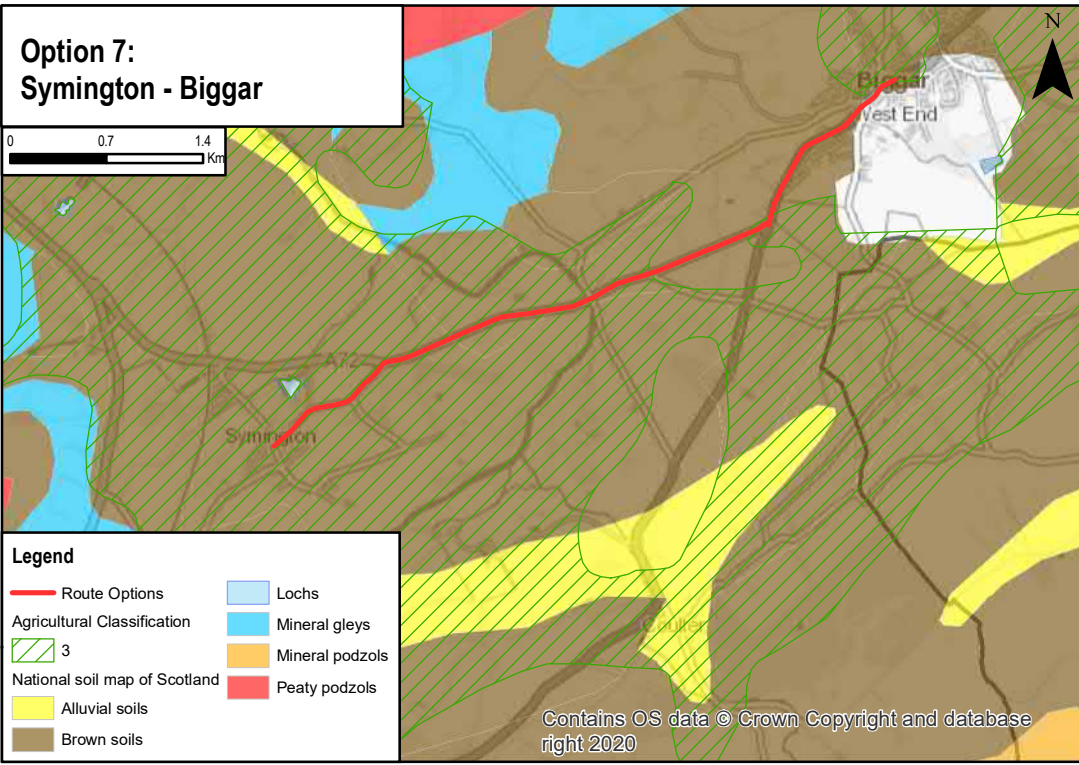 Option 7:
Symington - Biggar
0 0.7 1.4
Km
N
Biggar
West End
A72
Symington
Coulter
Legend
Route Options
Agricultural Classification
3
National soil map of Scotland
Alluvial soils
Brown soils
Lochs
Mineral gleys
Mineral podzols
Peaty podzols
Contains OS data © Crown Copyright and database
right 2020